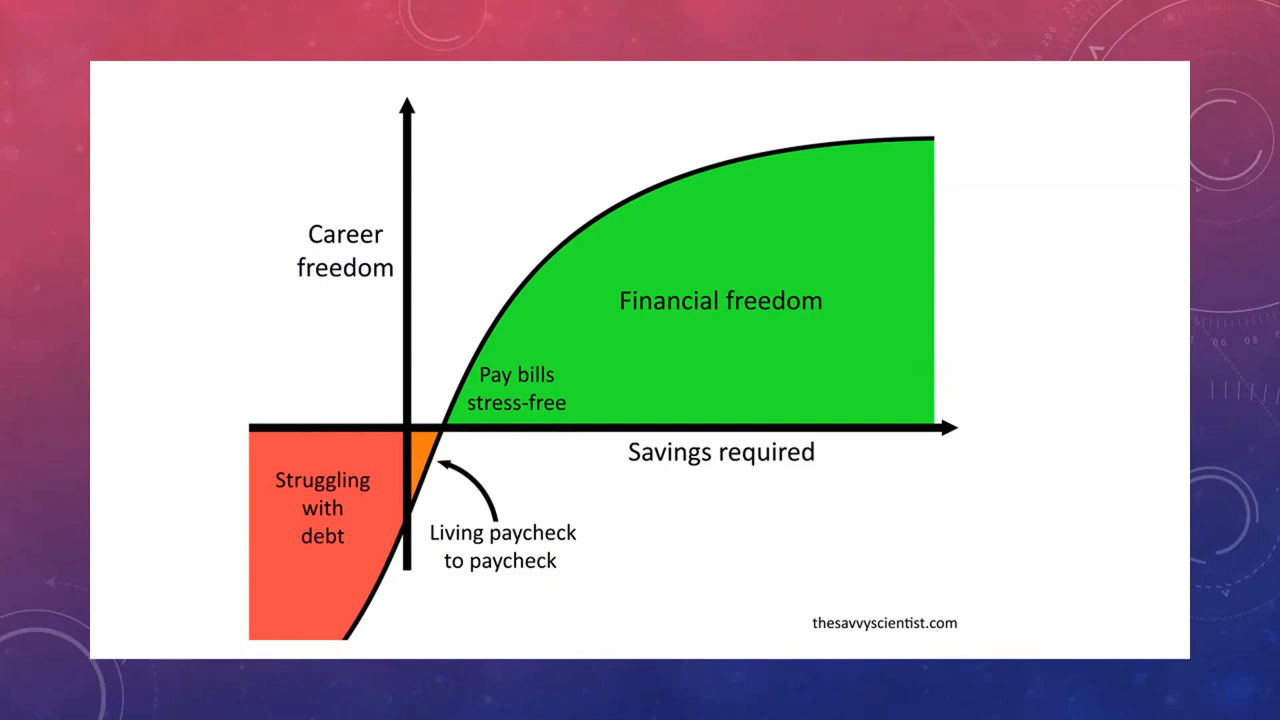 Career
freedom
Financial freedom
Pay bills
stress-free
Savings required
Struggling
with
debt
Living paycheck
to paycheck
thesavvyscientist.com